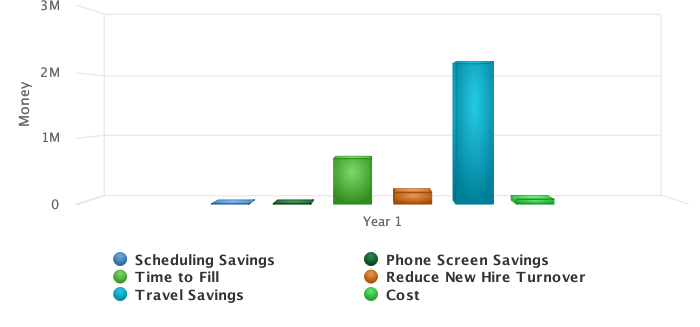 3M
2M
1M
0
Money
Year 1
Scheduling Savings
Phone Screen Savings
Time to Fill
Reduce New Hire Turnover
Travel Savings
Cost